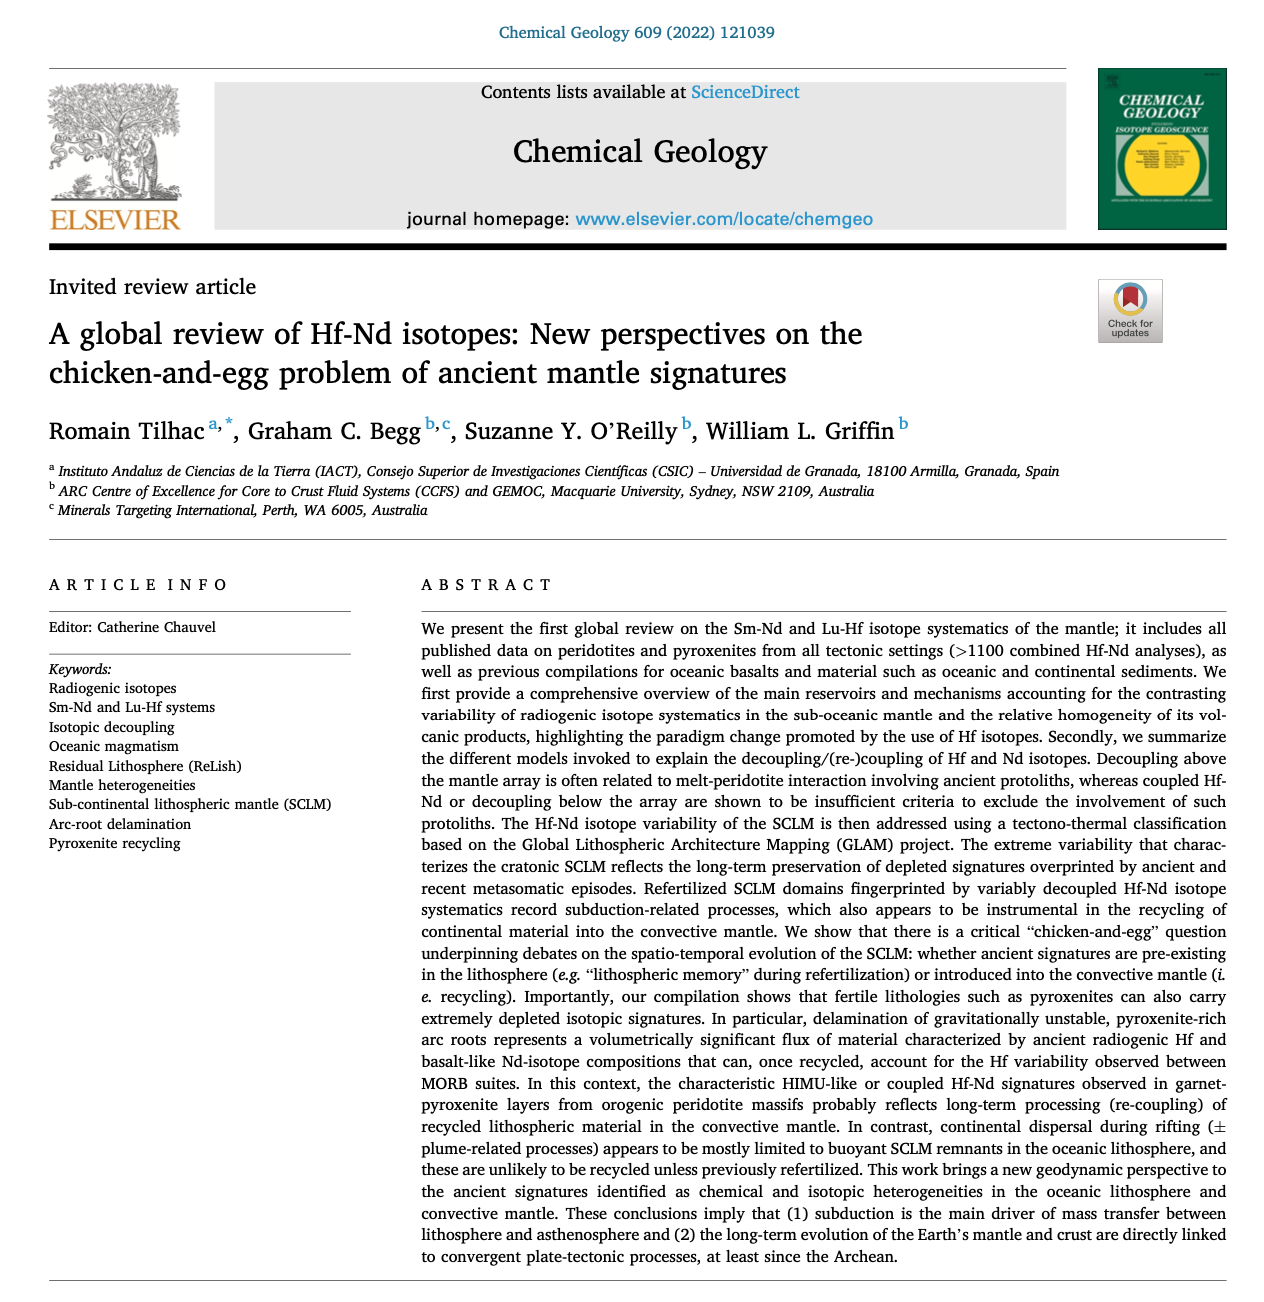 Chemical Geology 609 (2022) 121039
Contents lists available at ScienceDirect
Chemical Geology
journal homepage: www.elsevier.com/locate/chemgeo
ELSEVIER
CHEMICAL
GEOLOGY
ISOTOPE GEOSCIENCE
Invited review article
Check for
updates
A global review of Hf-Nd isotopes: New perspectives on the
chicken-and-egg problem of ancient mantle signatures
Romain Tilhac a,*, Graham C. Begg b,c, Suzanne Y. O’Reilly b, William L. Griffin b
a Instituto Andaluz de Ciencias de la Tierra (IACT), Consejo Superior de Investigaciones Científicas (CSIC) – Universidad de Granada, 18100 Armilla, Granada, Spain
b ARC Centre of Excellence for Core to Crust Fluid Systems (CCFS) and GEMOC, Macquarie University, Sydney, NSW 2109, Australia
c Minerals Targeting International, Perth, WA 6005, Australia
ARTICLE INFO
Editor: Catherine Chauvel
Keywords:
Radiogenic isotopes
Sm-Nd and Lu-Hf systems
Isotopic decoupling
Oceanic magmatism
Residual Lithosphere (ReLish)
Mantle heterogeneities
Sub-continental lithospheric mantle (SCLM)
Arc-root delamination
Pyroxenite recycling
ABSTRACT
We present the first global review on the Sm-Nd and Lu-Hf isotope systematics of the mantle; it includes all
published data on peridotites and pyroxenites from all tectonic settings (>1100 combined Hf-Nd analyses), as
well as previous compilations for oceanic basalts and material such as oceanic and continental sediments. We
first provide a comprehensive overview of the main reservoirs and mechanisms accounting for the contrasting
variability of radiogenic isotope systematics in the sub-oceanic mantle and the relative homogeneity of its vol-
canic products, highlighting the paradigm change promoted by the use of Hf isotopes. Secondly, we summarize
the different models invoked to explain the decoupling/(re-)coupling of Hf and Nd isotopes. Decoupling above
the mantle array is often related to melt-peridotite interaction involving ancient protoliths, whereas coupled Hf-
Nd or decoupling below the array are shown to be insufficient criteria to exclude the involvement of such
protoliths. The Hf-Nd isotope variability of the SCLM is then addressed using a tectono-thermal classification
based on the Global Lithospheric Architecture Mapping (GLAM) project. The extreme variability that charac-
terizes the cratonic SCLM reflects the long-term preservation of depleted signatures overprinted by ancient and
recent metasomatic episodes. Refertilized SCLM domains fingerprinted by variably decoupled Hf-Nd isotope
systematics record subduction-related processes, which also appears to be instrumental in the recycling of
continental material into the convective mantle. We show that there is a critical “chicken-and-egg” question
underpinning debates on the spatio-temporal evolution of the SCLM: whether ancient signatures are pre-existing
in the lithosphere (e.g. “lithospheric memory” during refertilization) or introduced into the convective mantle (i.
e. recycling). Importantly, our compilation shows that fertile lithologies such as pyroxenites can also carry
extremely depleted isotopic signatures. In particular, delamination of gravitationally unstable, pyroxenite-rich
arc roots represents a volumetrically significant flux of material characterized by ancient radiogenic Hf and
basalt-like Nd-isotope compositions that can, once recycled, account for the Hf variability observed between
MORB suites. In this context, the characteristic HIMU-like or coupled Hf-Nd signatures observed in garnet-
pyroxenite layers from orogenic peridotite massifs probably reflects long-term processing (re-coupling) of
recycled lithospheric material in the convective mantle. In contrast, continental dispersal during rifting (±
plume-related processes) appears to be mostly limited to buoyant SCLM remnants in the oceanic lithosphere, and
these are unlikely to be recycled unless previously refertilized. This work brings a new geodynamic perspective to
the ancient signatures identified as chemical and isotopic heterogeneities in the oceanic lithosphere and
convective mantle. These conclusions imply that (1) subduction is the main driver of mass transfer between
lithosphere and asthenosphere and (2) the long-term evolution of the Earth’s mantle and crust are directly linked
to convergent plate-tectonic processes, at least since the Archean.